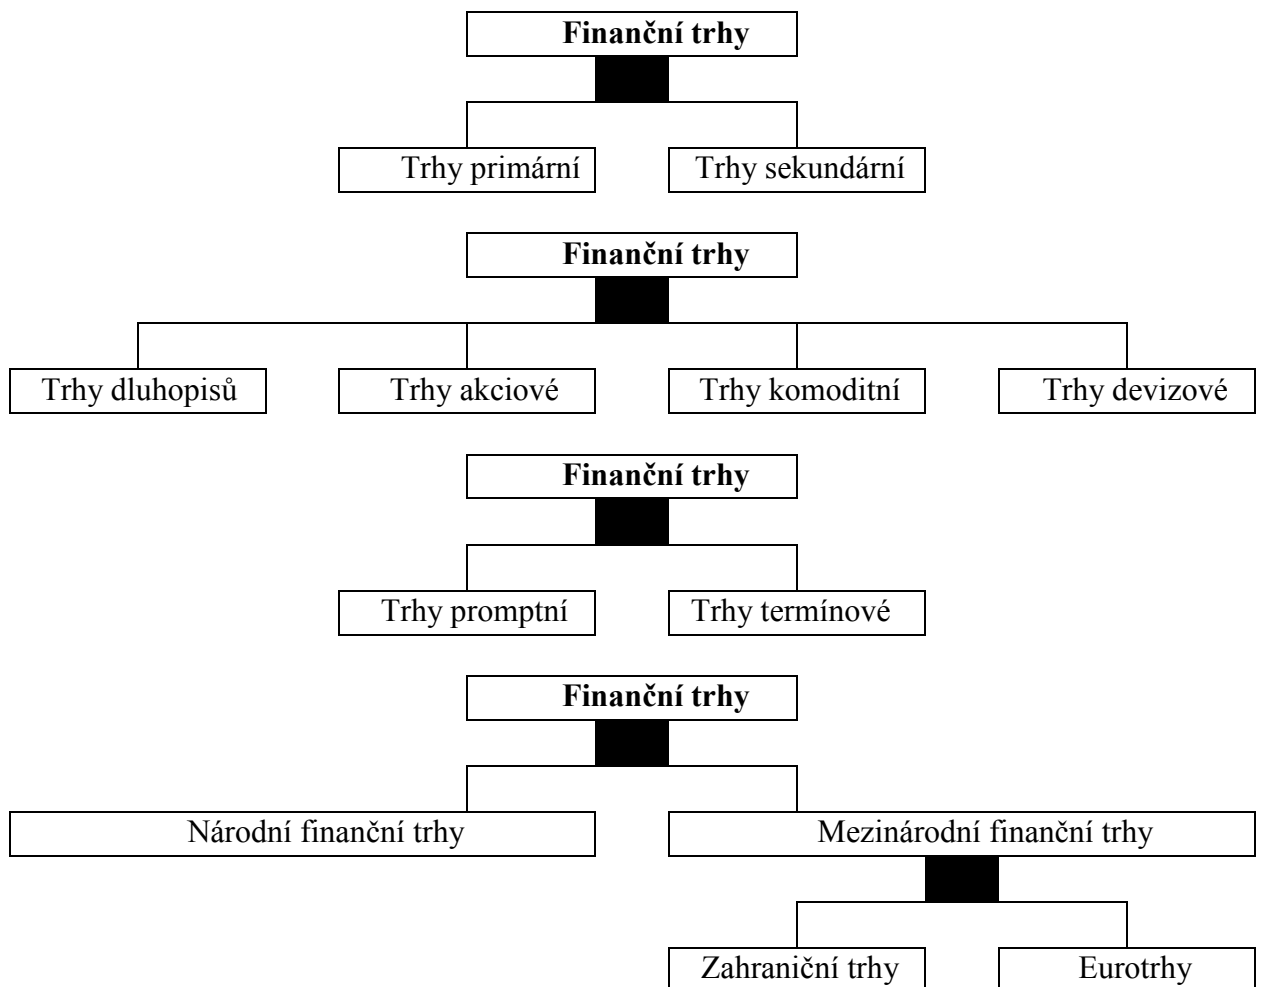 Finanční trhy
Trhy primární
Trhy sekundární
Finanční trhy
Trhy dluhopisů
Trhy akciové
Trhy komoditní
Trhy devizové
Finanční trhy
Trhy promptní
Trhy termínové
Finanční trhy
Národní finanční trhy
Mezinárodní finanční trhy
Zahraniční trhy
Eurotrhy